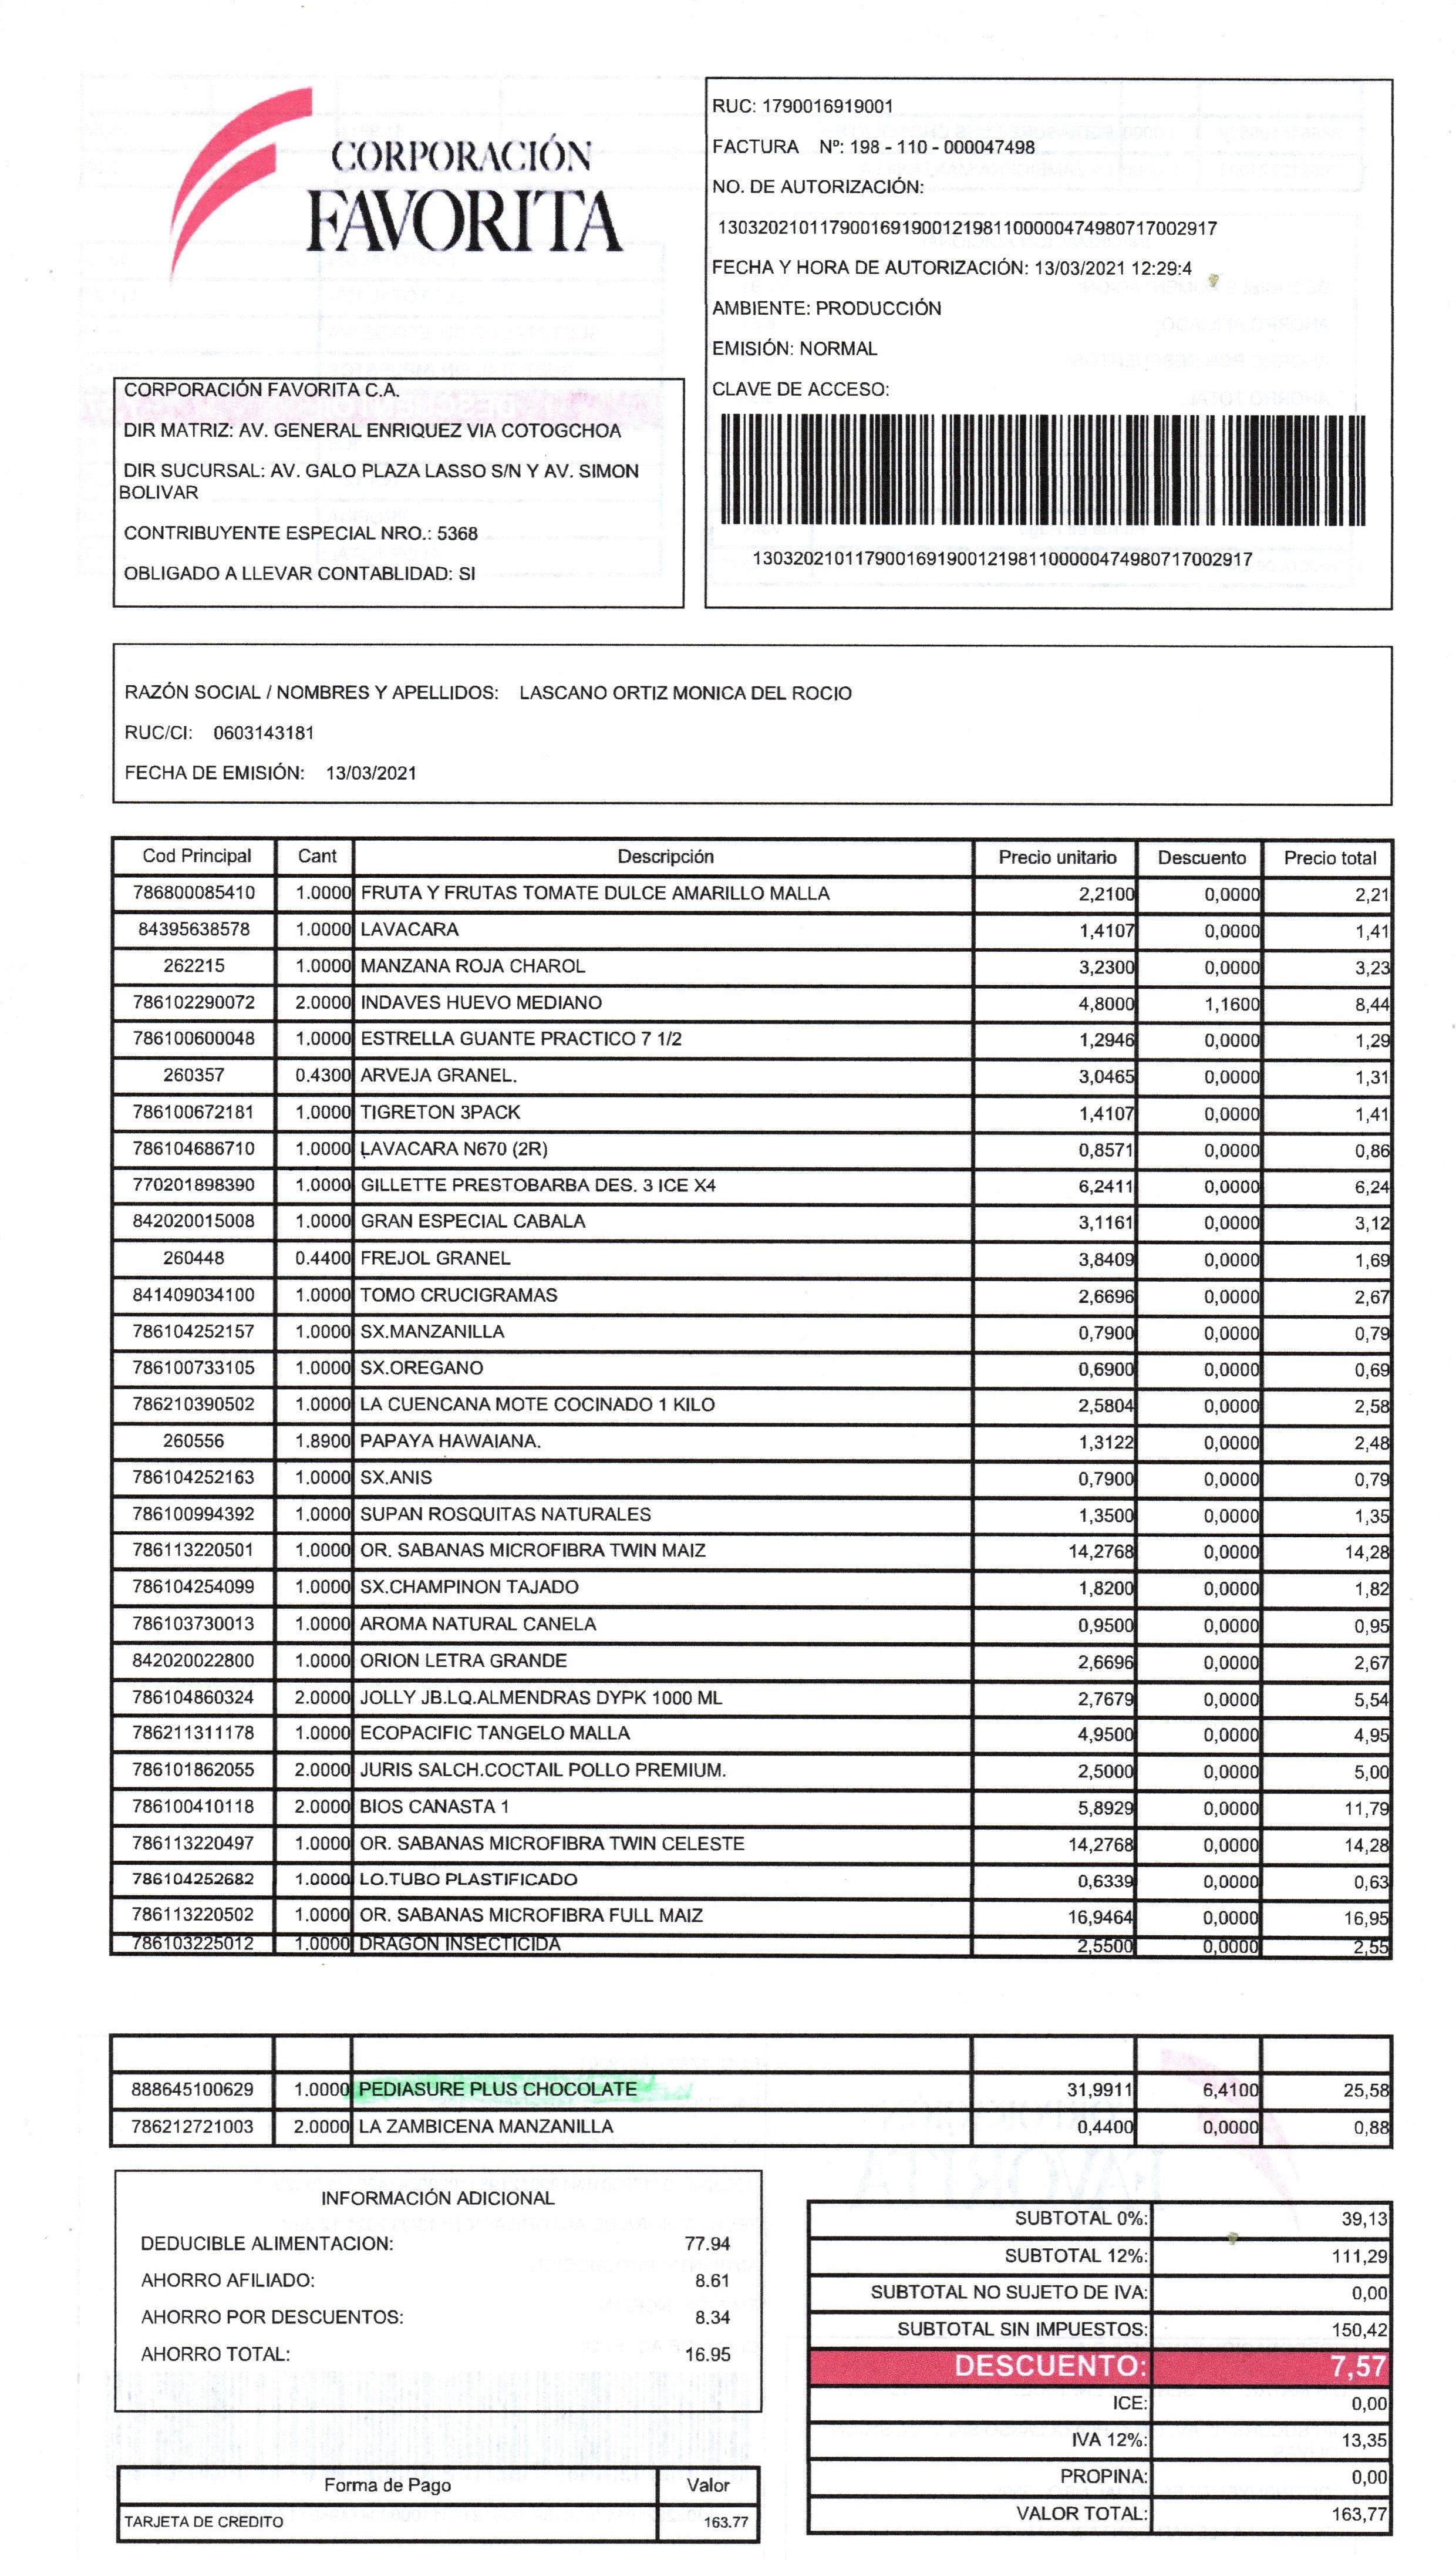 CORPORACIÓN
FAVORITA
RUC: 1790016919001
FACTURA Nº: 198 - 110 - 000047498
NO. DE AUTORIZACIÓN:
1303202101179001691900121981100000474980717002917
FECHA Y HORA DE AUTORIZACIÓN: 13/03/2021 12:29:4
AMBIENTE: PRODUCCIÓN
EMISIÓN: NORMAL
CLAVE DE ACCESO:
1303202101179001691900121981100000474980717002917
CORPORACIÓN FAVORITA C.A.
DIR MATRIZ: AV. GENERAL ENRIQUEZ VIA COTOGCHOA
DIR SUCURSAL: AV. GALO PLAZA LASSO S/N Y AV. SIMON
BOLIVAR
CONTRIBUYENTE ESPECIAL NRO.: 5368
OBLIGADO A LLEVAR CONTABLIDAD: SI
RAZÓN SOCIAL / NOMBRES Y APELLIDOS: LASCANO ORTIZ MONICA DEL ROCIO
RUC/CI: 0603143181
FECHA DE EMISIÓN: 13/03/2021
Cod Principal Cant Descripción Precio unitario Descuento Precio total
786800085410 1.0000 FRUTA Y FRUTAS TOMATE DULCE AMARILLO MALLA 2,2100 0,0000 2,21
84395638578 1.0000 LAVACARA 1,4107 0,0000 1,41
262215 1.0000 MANZANA ROJA CHAROL 3,2300 0,0000 3,23
786102290072 2.0000 INDAVES HUEVO MEDIANO 4,8000 1,1600 8,44
786100600048 1.0000 ESTRELLA GUANTE PRACTICO 7 1/2 1,2946 0,0000 1,29
260357 0.4300 ARVEJA GRANEL. 3,0465 0,0000 1,31
786100672181 1.0000 TIGRETON 3PACK 1,4107 0,0000 1,41
786104686710 1.0000 LAVACARA N670 (2R) 0,8571 0,0000 0,86
770201898390 1.0000 GILLETTE PRESTOBARBA DES. 3 ICE X4 6,2411 0,0000 6,24
842020015008 1.0000 GRAN ESPECIAL CABALA 3,1161 0,0000 3,12
260448 0.4400 FREJOL GRANEL 3,8409 0,0000 1,69
841409034100 1.0000 TOMO CRUCIGRAMAS 2,6696 0,0000 2,67
786104252157 1.0000 SX.MANZANILLA 0,7900 0,0000 0,79
786100733105 1.0000 SX.OREGANO 0,6900 0,0000 0,69
786210390502 1.0000 LA CUENCANA MOTE COCINADO 1 KILO 2,5804 0,0000 2,58
260556 1.8900 PAPAYA HAWAIANA. 1,3122 0,0000 2,48
786104252163 1.0000 SX.ANIS 0,7900 0,0000 0,79
786100994392 1.0000 SUPAN ROSQUITAS NATURALES 1,3500 0,0000 1,35
786113220501 1.0000 OR. SABANAS MICROFIBRA TWIN MAIZ 14,2768 0,0000 14,28
786104254099 1.0000 SX.CHAMPINON TAJADO 1,8200 0,0000 1,82
786103730013 1.0000 AROMA NATURAL CANELA 0,9500 0,0000 0,95
842020022800 1.0000 ORION LETRA GRANDE 2,6696 0,0000 2,67
786104860324 2.0000 JOLLY JB.LQ.ALMENDRAS DYPK 1000 ML 2,7679 0,0000 5,54
786211311178 1.0000 ECOPACIFIC TANGELO MALLA 4,9500 0,0000 4,95
786101862055 2.0000 JURIS SALCH.COCTAIL POLLO PREMIUM. 2,5000 0,0000 5,00
786100410118 2.0000 BIOS CANASTA 1 5,8929 0,0000 11,79
786113220497 1.0000 OR. SABANAS MICROFIBRA TWIN CELESTE 14,2768 0,0000 14,28
786104252682 1.0000 LO.TUBO PLASTIFICADO 0,6339 0,0000 0,63
786113220502 1.0000 OR. SABANAS MICROFIBRA FULL MAIZ 16,9464 0,0000 16,95
786103225012 1.0000 DRAGON INSECTICIDA 2,5500 0,0000 2,55
888645100629 1.0000 PEDIASURE PLUS CHOCOLATE 31,9911 6,4100 25,58
786212721003 2.0000 LA ZAMBICENA MANZANILLA 0,4400 0,0000 0,88
INFORMACIÓN ADICIONAL
DEDUCIBLE ALIMENTACION: 77.94
AHORRO AFILIADO: 8.61
AHORRO POR DESCUENTOS: 8.34
AHORRO TOTAL: 16.95
Forma de Pago Valor
TARJETA DE CREDITO 163.77
SUBTOTAL 0%: 39,13
SUBTOTAL 12%: 111,29
SUBTOTAL NO SUJETO DE IVA: 0,00
SUBTOTAL SIN IMPUESTOS: 150,42
DESCUENTO: 7,57
ICE: 0,00
IVA 12%: 13,35
PROPINA: 0,00
VALOR TOTAL: 163,77